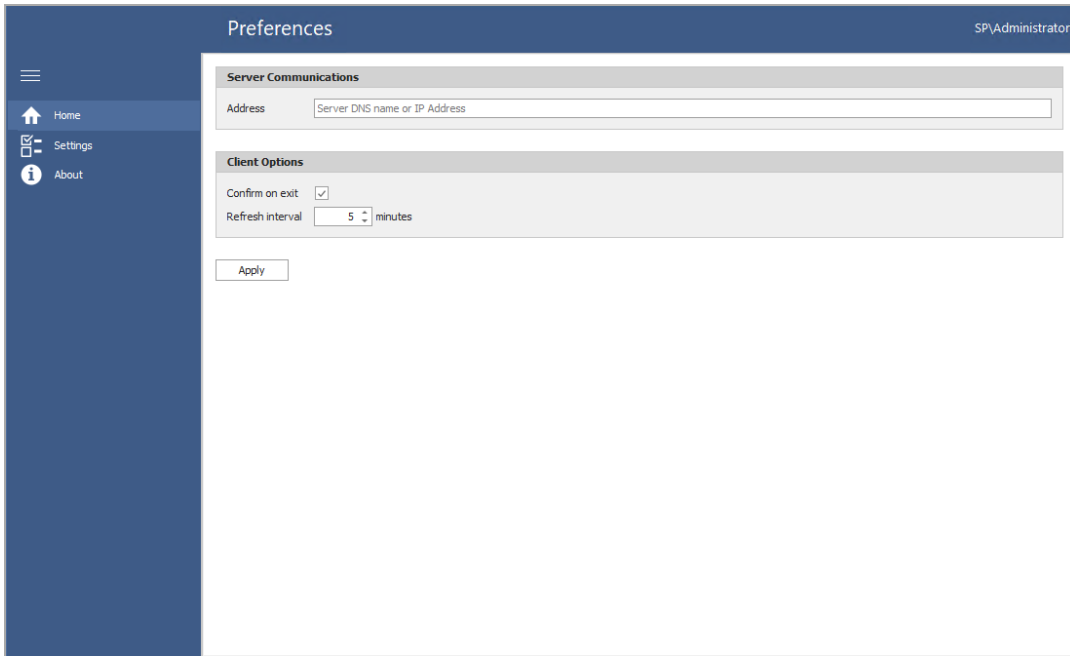 Preferences
SP\Administrator
Home
Settings
About
Server Communications
Address Server DNS name or IP Address
Client Options
Confirm on exit
Refresh interval 5 minutes
Apply